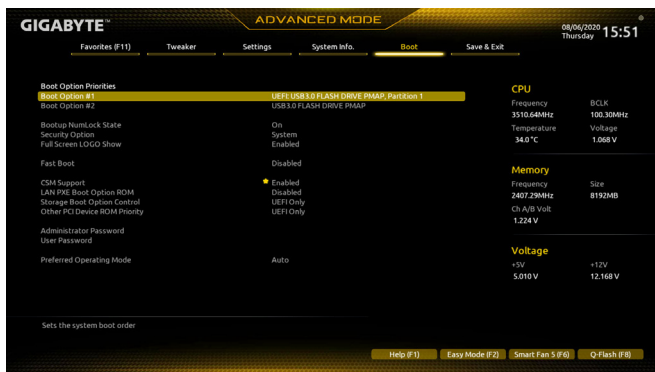 GIGABYTE™
ADVANCED MODE
08/06/2020 Thursday 15:51
Favorites (F11) Tweaker Settings System Info. Boot Save & Exit
Boot Option Priorities
Boot Option #1 UEFI: USB3.0 FLASH DRIVE PMAP, Partition 1
Boot Option #2 USB3.0 FLASH DRIVE PMAP
Bootup NumLock State On
Security Option System
Full Screen LOGO Show Enabled
Fast Boot Disabled
CSM Support Enabled
LAN PXE Boot Option ROM Disabled
Storage Boot Option Control UEFI Only
Other PCI Device ROM Priority UEFI Only
Administrator Password
User Password
Preferred Operating Mode Auto
CPU
Frequency BCLK
3510.64MHz 100.30MHz
Temperature Voltage
34.0 °C 1.068 V
Memory
Frequency Size
2407.29MHz 8192MB
Ch A/B Volt
1.224 V
Voltage
+5V +12V
5.010 V 12.168 V
Sets the system boot order
Help (F1) Easy Mode (F2) Smart Fan 5 (F6) Q-Flash (F8)